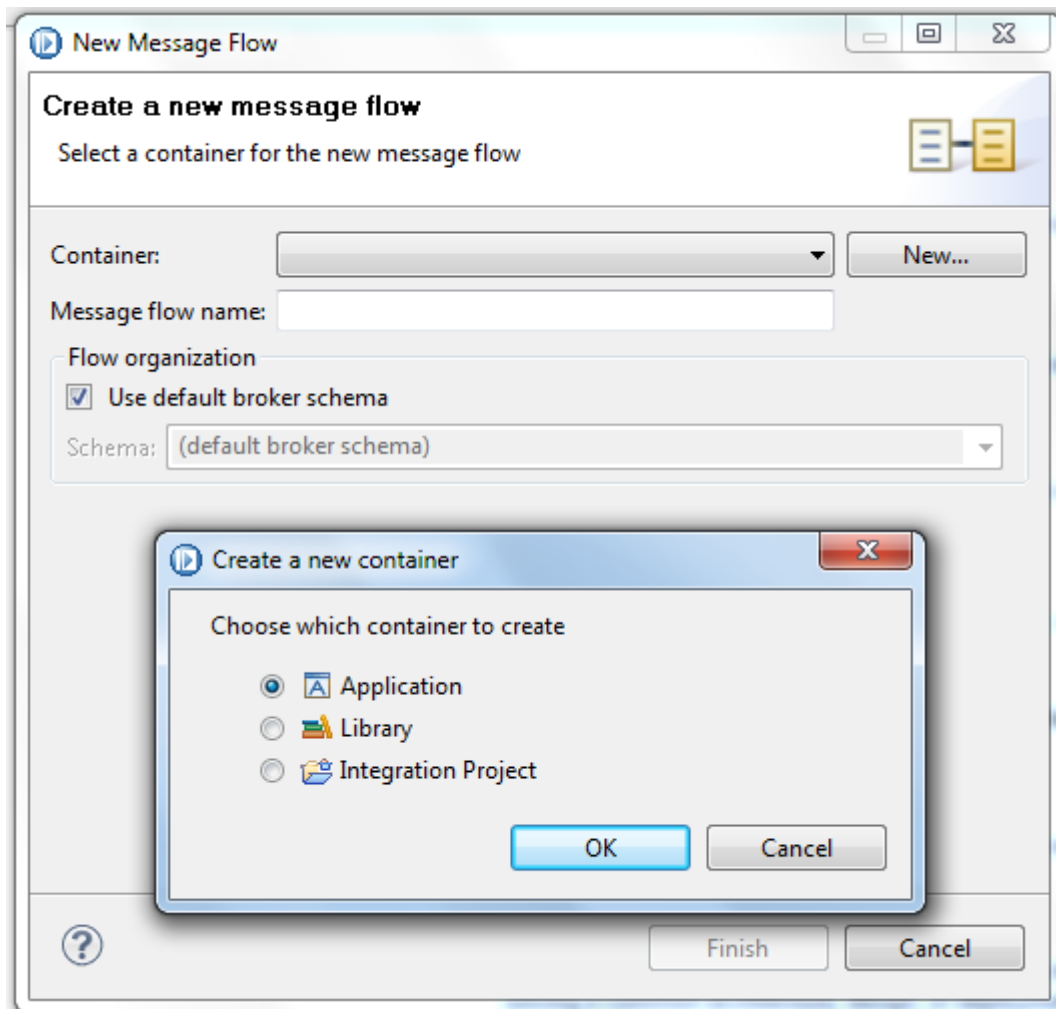 New Message Flow
Create a new message flow
Select a container for the new message flow
Container:
New...
Message flow name:
Flow organization
Use default broker schema
Schema: (default broker schema)
Create a new container
Choose which container to create
Application
Library
Integration Project
OK Cancel
Finish Cancel